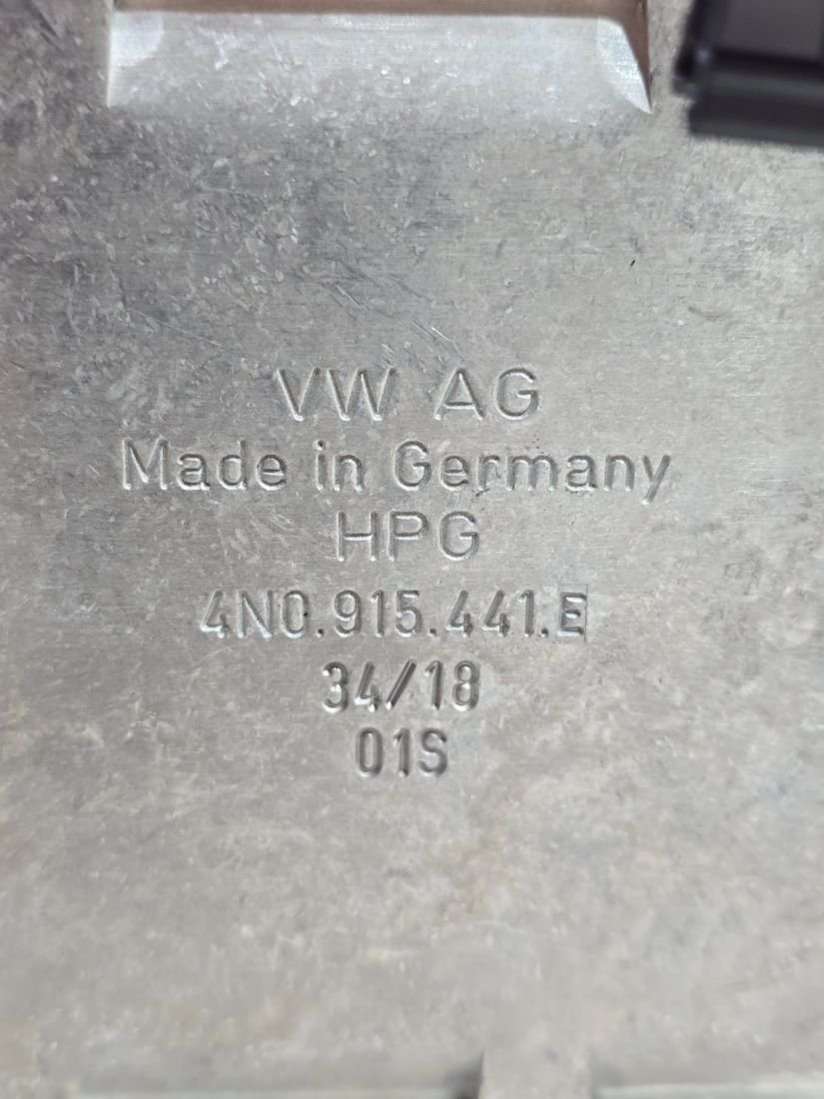 VW AG
Made in Germany
HPG
4N0.915.441.E
34/18
01S